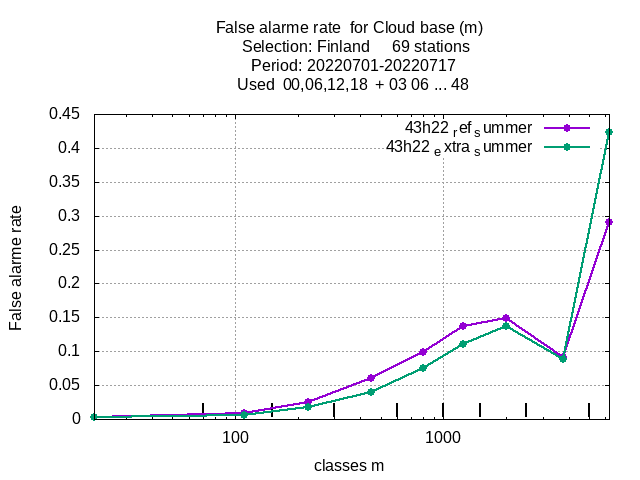 False alarme rate  for Cloud base (m)
Selection: Finland     69 stations
Period: 20220701-20220717
Used  00,06,12,18  + 03 06 ... 48
43h22 ref summer
43h22 extra summer
False alarme rate
0.45
0.4
0.35
0.3
0.25
0.2
0.15
0.1
0.05
0
100
1000
classes m